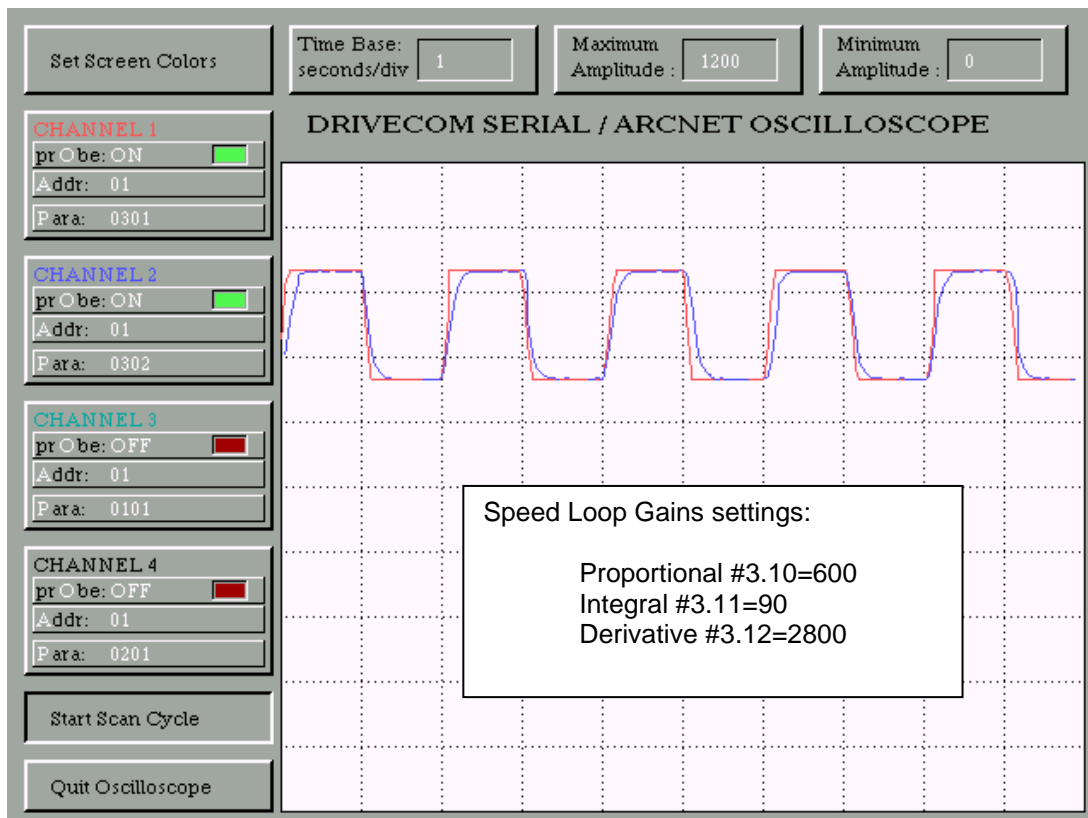 Set Screen Colors
Time Base:
seconds/div 1
Maximum
Amplitude : 1200
Minimum
Amplitude : 0
DRIVECOM SERIAL / ARCNET OSCILLOSCOPE
CHANNEL 1
prObe: ON
Addr: 01
Para: 0301
CHANNEL 2
prObe: ON
Addr: 01
Para: 0302
CHANNEL 3
prObe: OFF
Addr: 01
Para: 0101
CHANNEL 4
prObe: OFF
Addr: 01
Para: 0201
Start Scan Cycle
Quit Oscilloscope
Speed Loop Gains settings:
Proportional #3.10=600
Integral #3.11=90
Derivative #3.12=2800